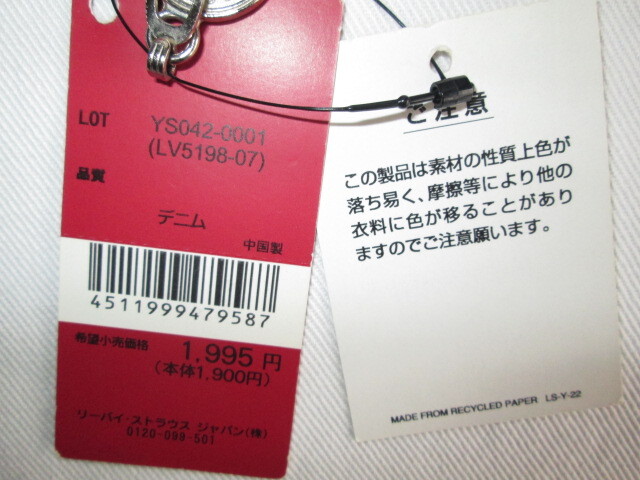 LOT YS042-0001
(LV5198-07)
品質
デニム
中国製
4511999479587
希望小売価格 1,995 円
(本体1,900円)
リーバイ・ストラウス ジャパン(株)
0120-099-501
ご注意
この製品は素材の性質上色が
落ち易く、摩擦等により他の
衣料に色が移ることがあり
ますのでご注意願います。
MADE FROM RECYCLED PAPER LS-Y-22